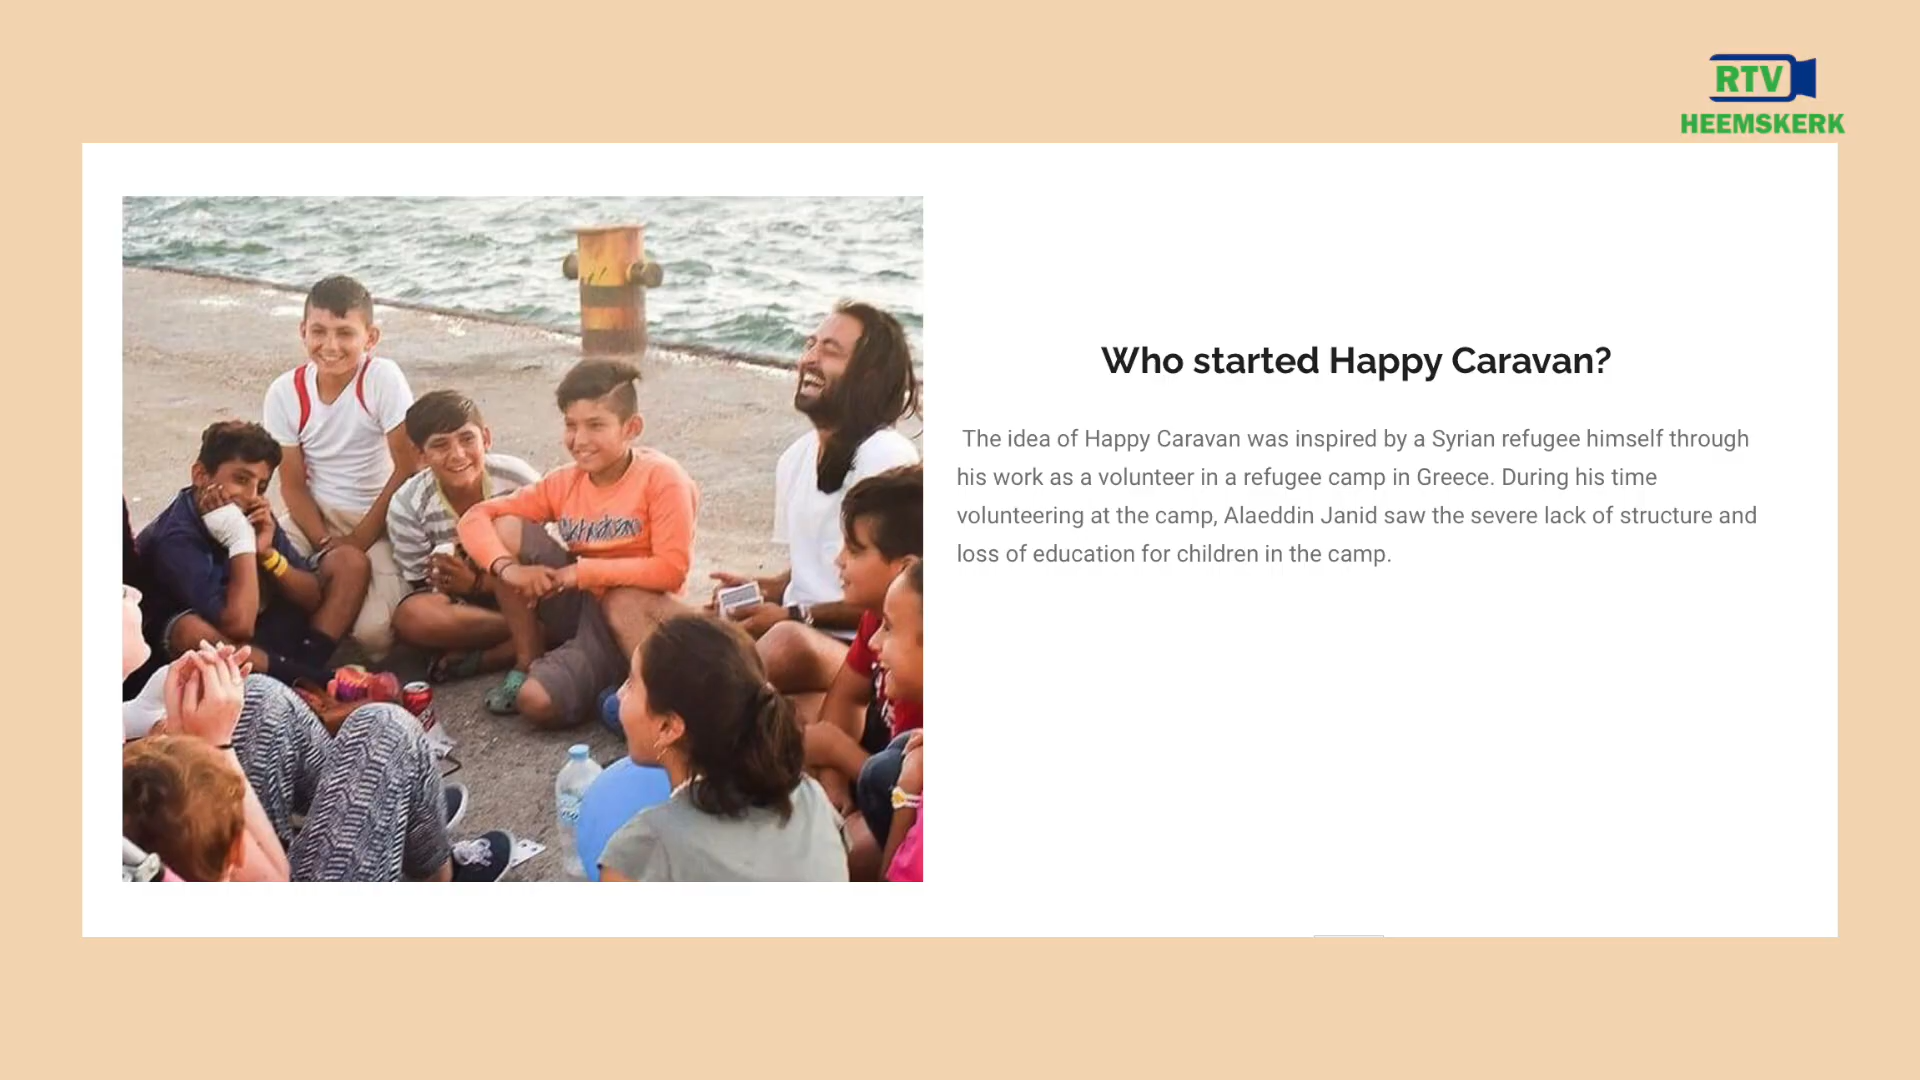 RTV
HEEMSKERK
Who started Happy Caravan?
The idea of Happy Caravan was inspired by a Syrian refugee himself through
his work as a volunteer in a refugee camp in Greece. During his time
volunteering at the camp, Alaeddin Janid saw the severe lack of structure and
loss of education for children in the camp.